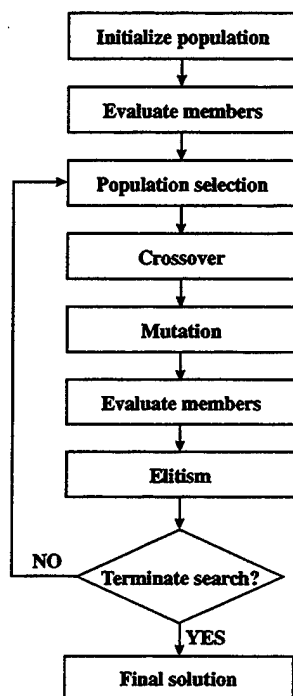 Initialize population
Evaluate members
Population selection
Crossover
Mutation
Evaluate members
Elitism
Terminate search?
NO
YES
Final solution